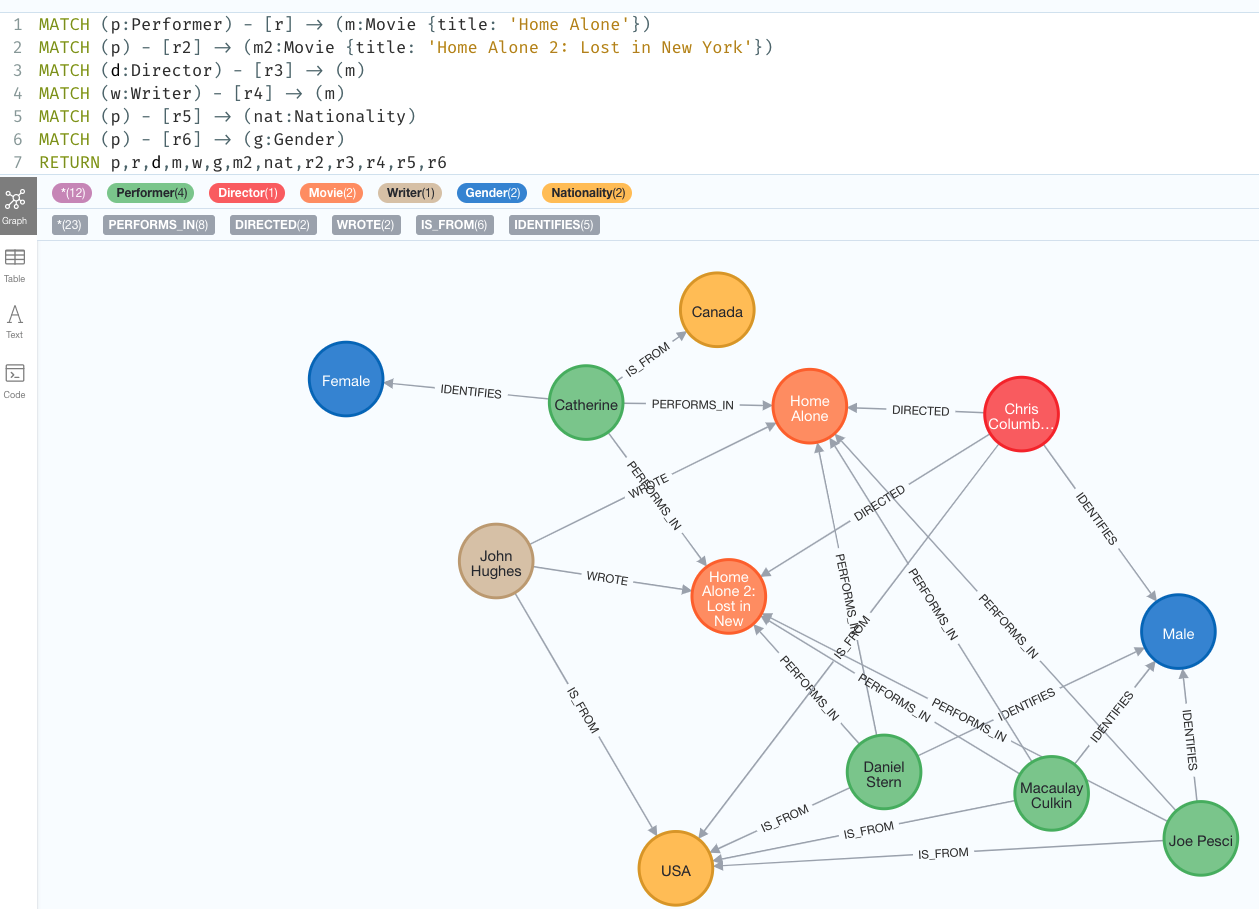 1 MATCH (p:Performer) - [r] → (m:Movie {title: 'Home Alone'})
2 MATCH (p) - [r2] → (m2:Movie {title: 'Home Alone 2: Lost in New York'})
3 MATCH (d:Director) - [r3] → (m)
4 MATCH (w:Writer) - [r4] → (m)
5 MATCH (p) - [r5] → (nat:Nationality)
6 MATCH (p) - [r6] → (g:Gender)
7 RETURN p,r,d,m,w,g,m2,nat,r2,r3,r4,r5,r6
*(12) Performer(4) Director(1) Movie(2) Writer(1) Gender(2) Nationality(2)
*(23) PERFORMS_IN(8) DIRECTED(2) WROTE(2) IS_FROM(6) IDENTIFIES(5)
Graph
Table
Text
Code
Canada
IS_FROM
Female
IDENTIFIES
Catherine
PERFORMS_IN
Home
Alone
DIRECTED
Chris
Columb...
PERFORMS_IN
WROTE
DIRECTED
IDENTIFIES
John
Hughes
WROTE
Home
Alone 2:
Lost in
New
PERFORMS_IN
PERFORMS_IN
PERFORMS_IN
IS_FROM
Male
IS_FROM
PERFORMS_IN
PERFORMS_IN
PERFORMS_IN
IDENTIFIES
IDENTIFIES
IDENTIFIES
Daniel
Stern
Macaulay
Culkin
Joe Pesci
IS_FROM
IS_FROM
IS_FROM
USA